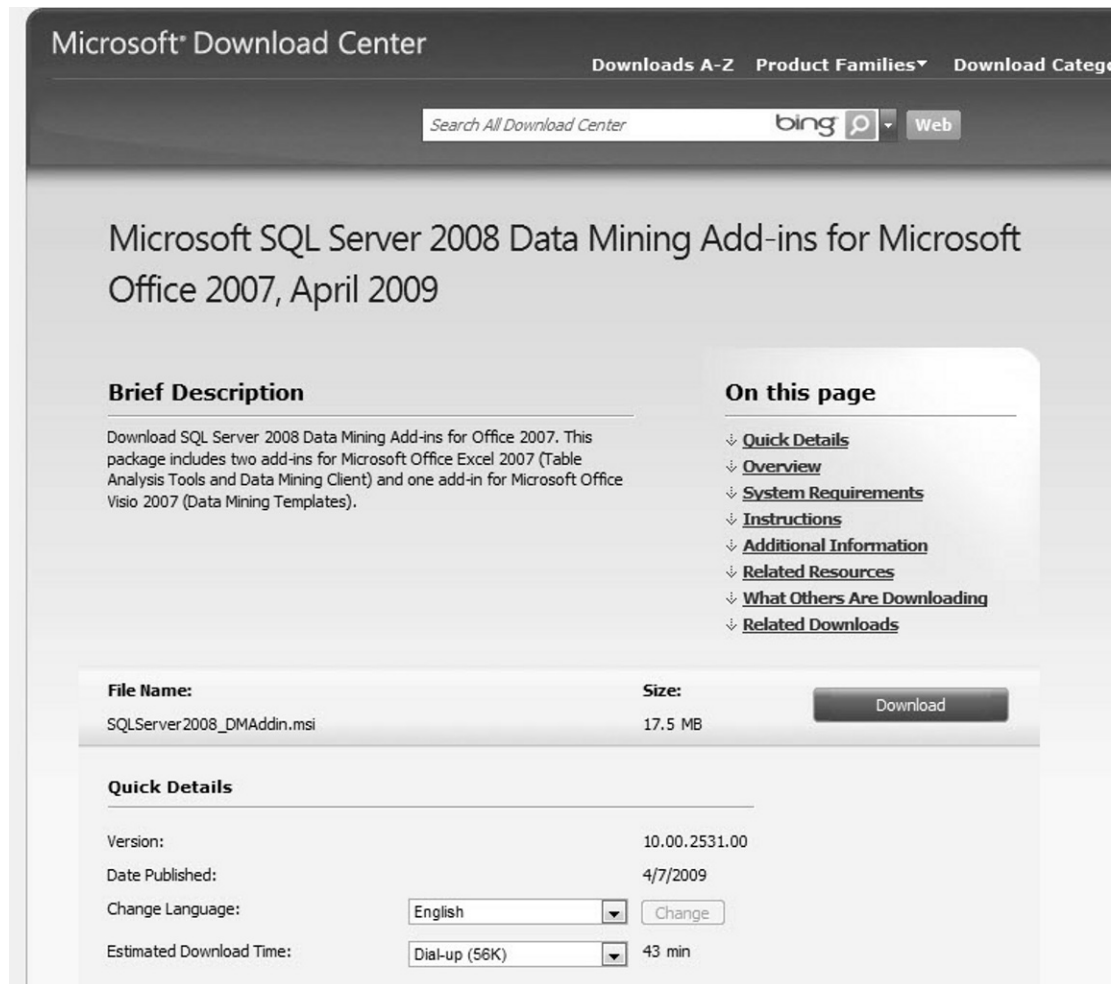 Microsoft® Download Center
Downloads A-Z Product Families▾ Download Catego
Search All Download Center bing Web
Microsoft SQL Server 2008 Data Mining Add-ins for Microsoft
Office 2007, April 2009
Brief Description
Download SQL Server 2008 Data Mining Add-ins for Office 2007. This
package includes two add-ins for Microsoft Office Excel 2007 (Table
Analysis Tools and Data Mining Client) and one add-in for Microsoft Office
Visio 2007 (Data Mining Templates).
On this page
Quick Details
Overview
System Requirements
Instructions
Additional Information
Related Resources
What Others Are Downloading
Related Downloads
File Name: Size:
Download
SQLServer2008_DMAddin.msi 17.5 MB
Quick Details
Version: 10.00.2531.00
Date Published: 4/7/2009
Change Language: English Change
Estimated Download Time: Dial-up (56K) 43 min